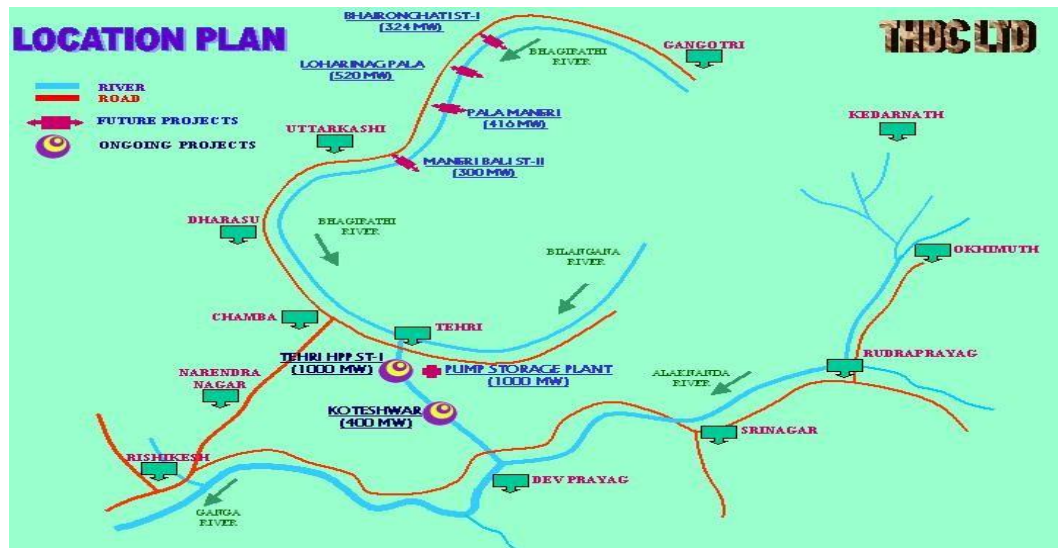 LOCATION PLAN
THDC LTD
RIVER
ROAD
FUTURE PROJECTS
ONGOING PROJECTS
BHAIRONGHATI ST-I
(324 MW)
BHAGIRATHI
RIVER
GANGOTRI
LOHARINAG PALA
(520 MW)
PALA MANERI
(416 MW)
KEDARNATH
UTTARKASHI
MANERI BALI ST-II
(300 MW)
DHARASU
BHAGIRATHI
RIVER
BILANGANA
RIVER
OKHIMUTH
CHAMBA
TEHRI
TEHRI HPP ST-I
(1000 MW)
PUMP STORAGE PLANT
(1000 MW)
RUDRAPRAYAG
NARENDRA
NAGAR
ALAKNANDA
RIVER
KOTESHWAR
(400 MW)
SRINAGAR
RISHIKESH
DEV PRAYAG
GANGA
RIVER